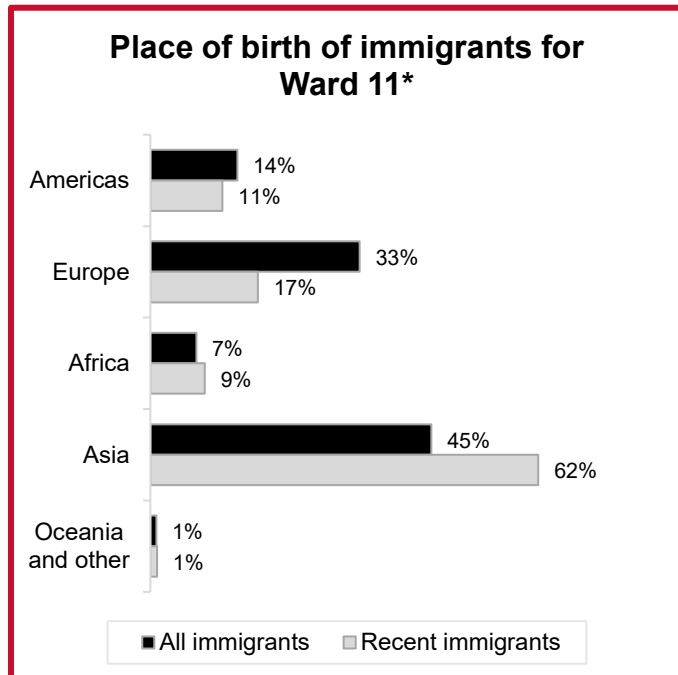 Place of birth of immigrants for
Ward 11*
Americas
14%
11%
Europe
33%
17%
Africa
7%
9%
Asia
45%
62%
Oceania
and other
1%
1%
All immigrants
Recent immigrants